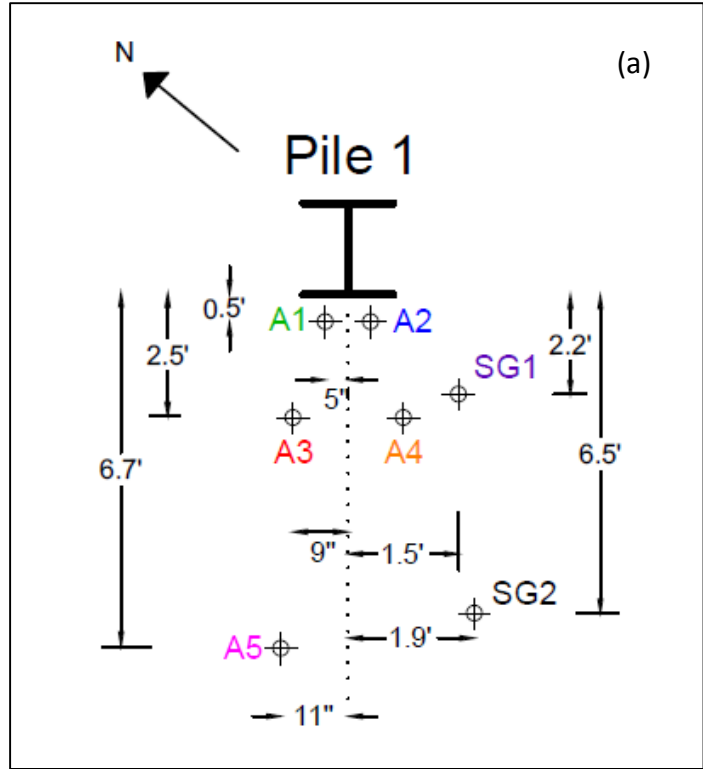 N
(a)
Pile 1
0.5'
A1 A2
2.5'
2.2'
SG1
5"
A3 A4
6.7'
6.5'
9"
1.5'
SG2
1.9'
A5
11"